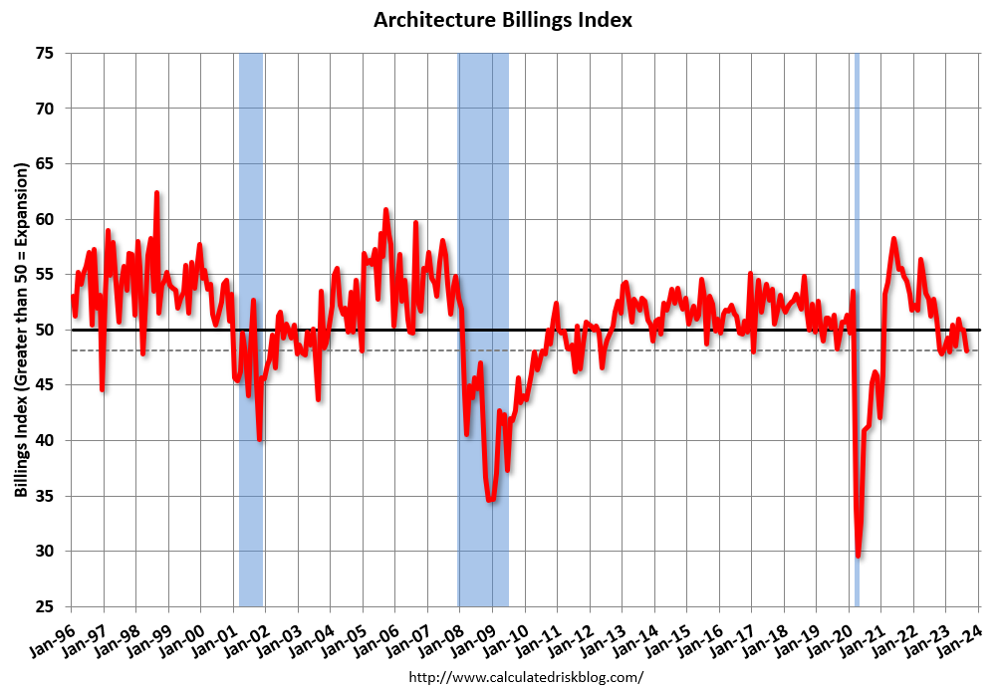 Architecture Billings Index
Billings Index (Greater than 50 = Expansion)
75
70
65
60
55
50
45
40
35
30
25
Jan-96
Jan-97
Jan-98
Jan-99
Jan-00
Jan-01
Jan-02
Jan-03
Jan-04
Jan-05
Jan-06
Jan-07
Jan-08
Jan-09
Jan-10
Jan-11
Jan-12
Jan-13
Jan-14
Jan-15
Jan-16
Jan-17
Jan-18
Jan-19
Jan-20
Jan-21
Jan-22
Jan-23
Jan-24
http://www.calculatedriskblog.com/